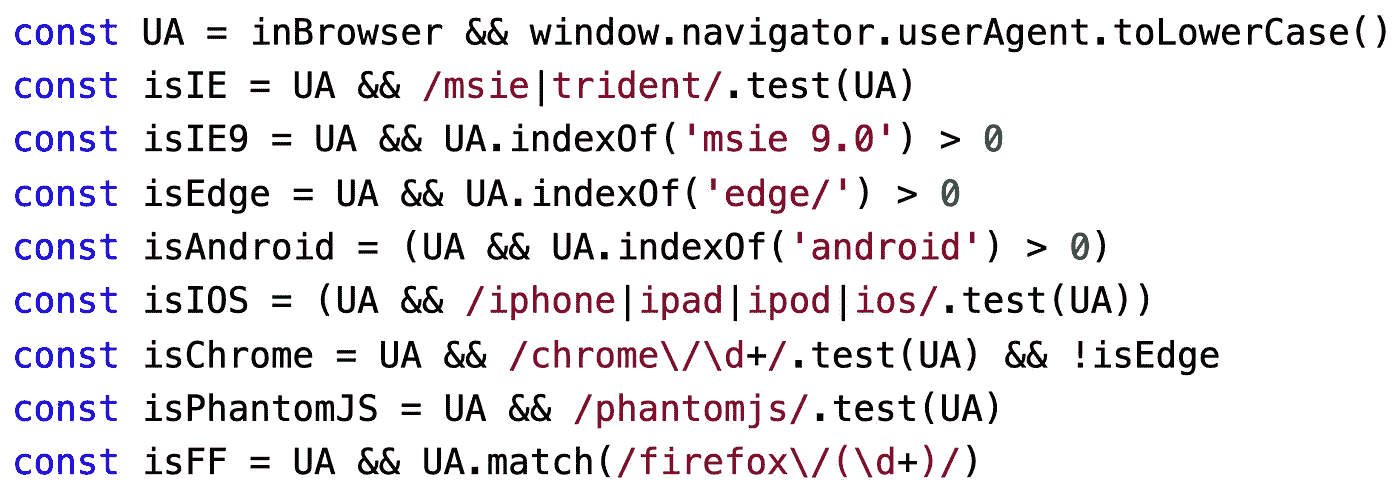 const UA = inBrowser && window.navigator.userAgent.toLowerCase()
const isIE = UA && /msie|trident/.test(UA)
const isIE9 = UA && UA.indexOf('msie 9.0') > 0
const isEdge = UA && UA.indexOf('edge/') > 0
const isAndroid = (UA && UA.indexOf('android') > 0)
const isIOS = (UA && /iphone|ipad|ipod|ios/.test(UA))
const isChrome = UA && /chrome\/\d+/.test(UA) && !isEdge
const isPhantomJS = UA && /phantomjs/.test(UA)
const isFF = UA && UA.match(/firefox\/(\d+)/)